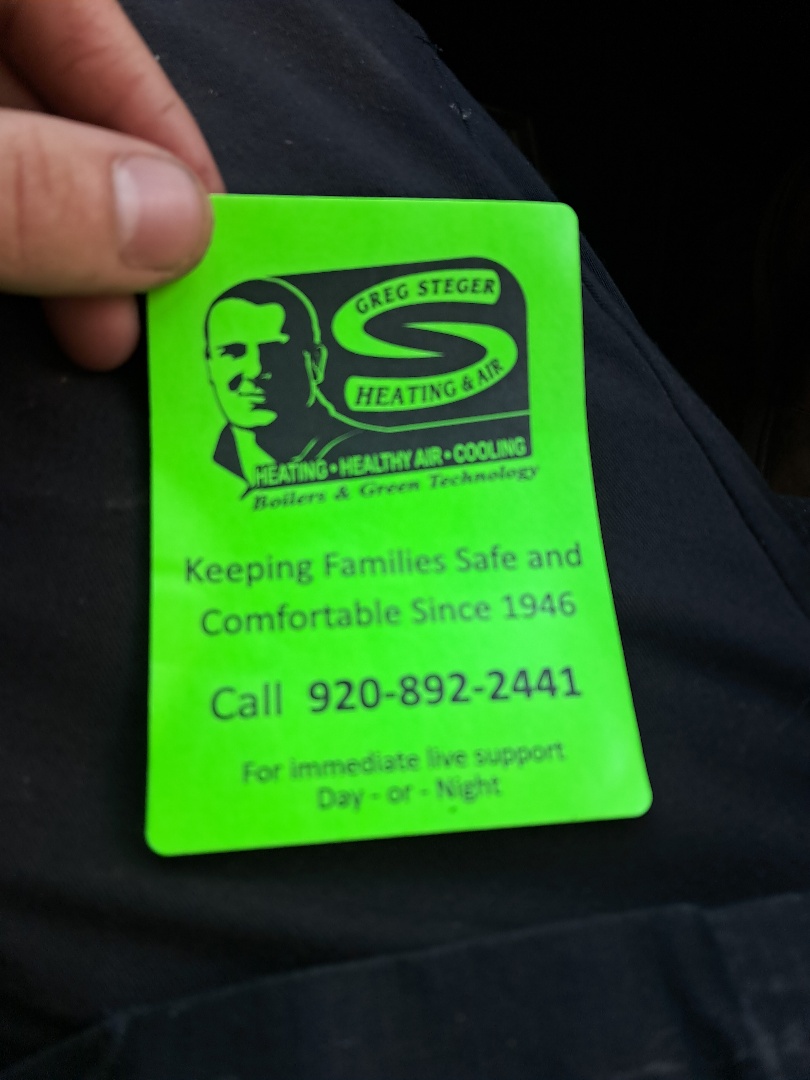 GREG STEGER
HEATING & AIR
HEATING • HEALTHY AIR • COOLING
Boilers & Green Technology
Keeping Families Safe and
Comfortable Since 1946
Call 920-892-2441
For immediate live support
Day - or - Night